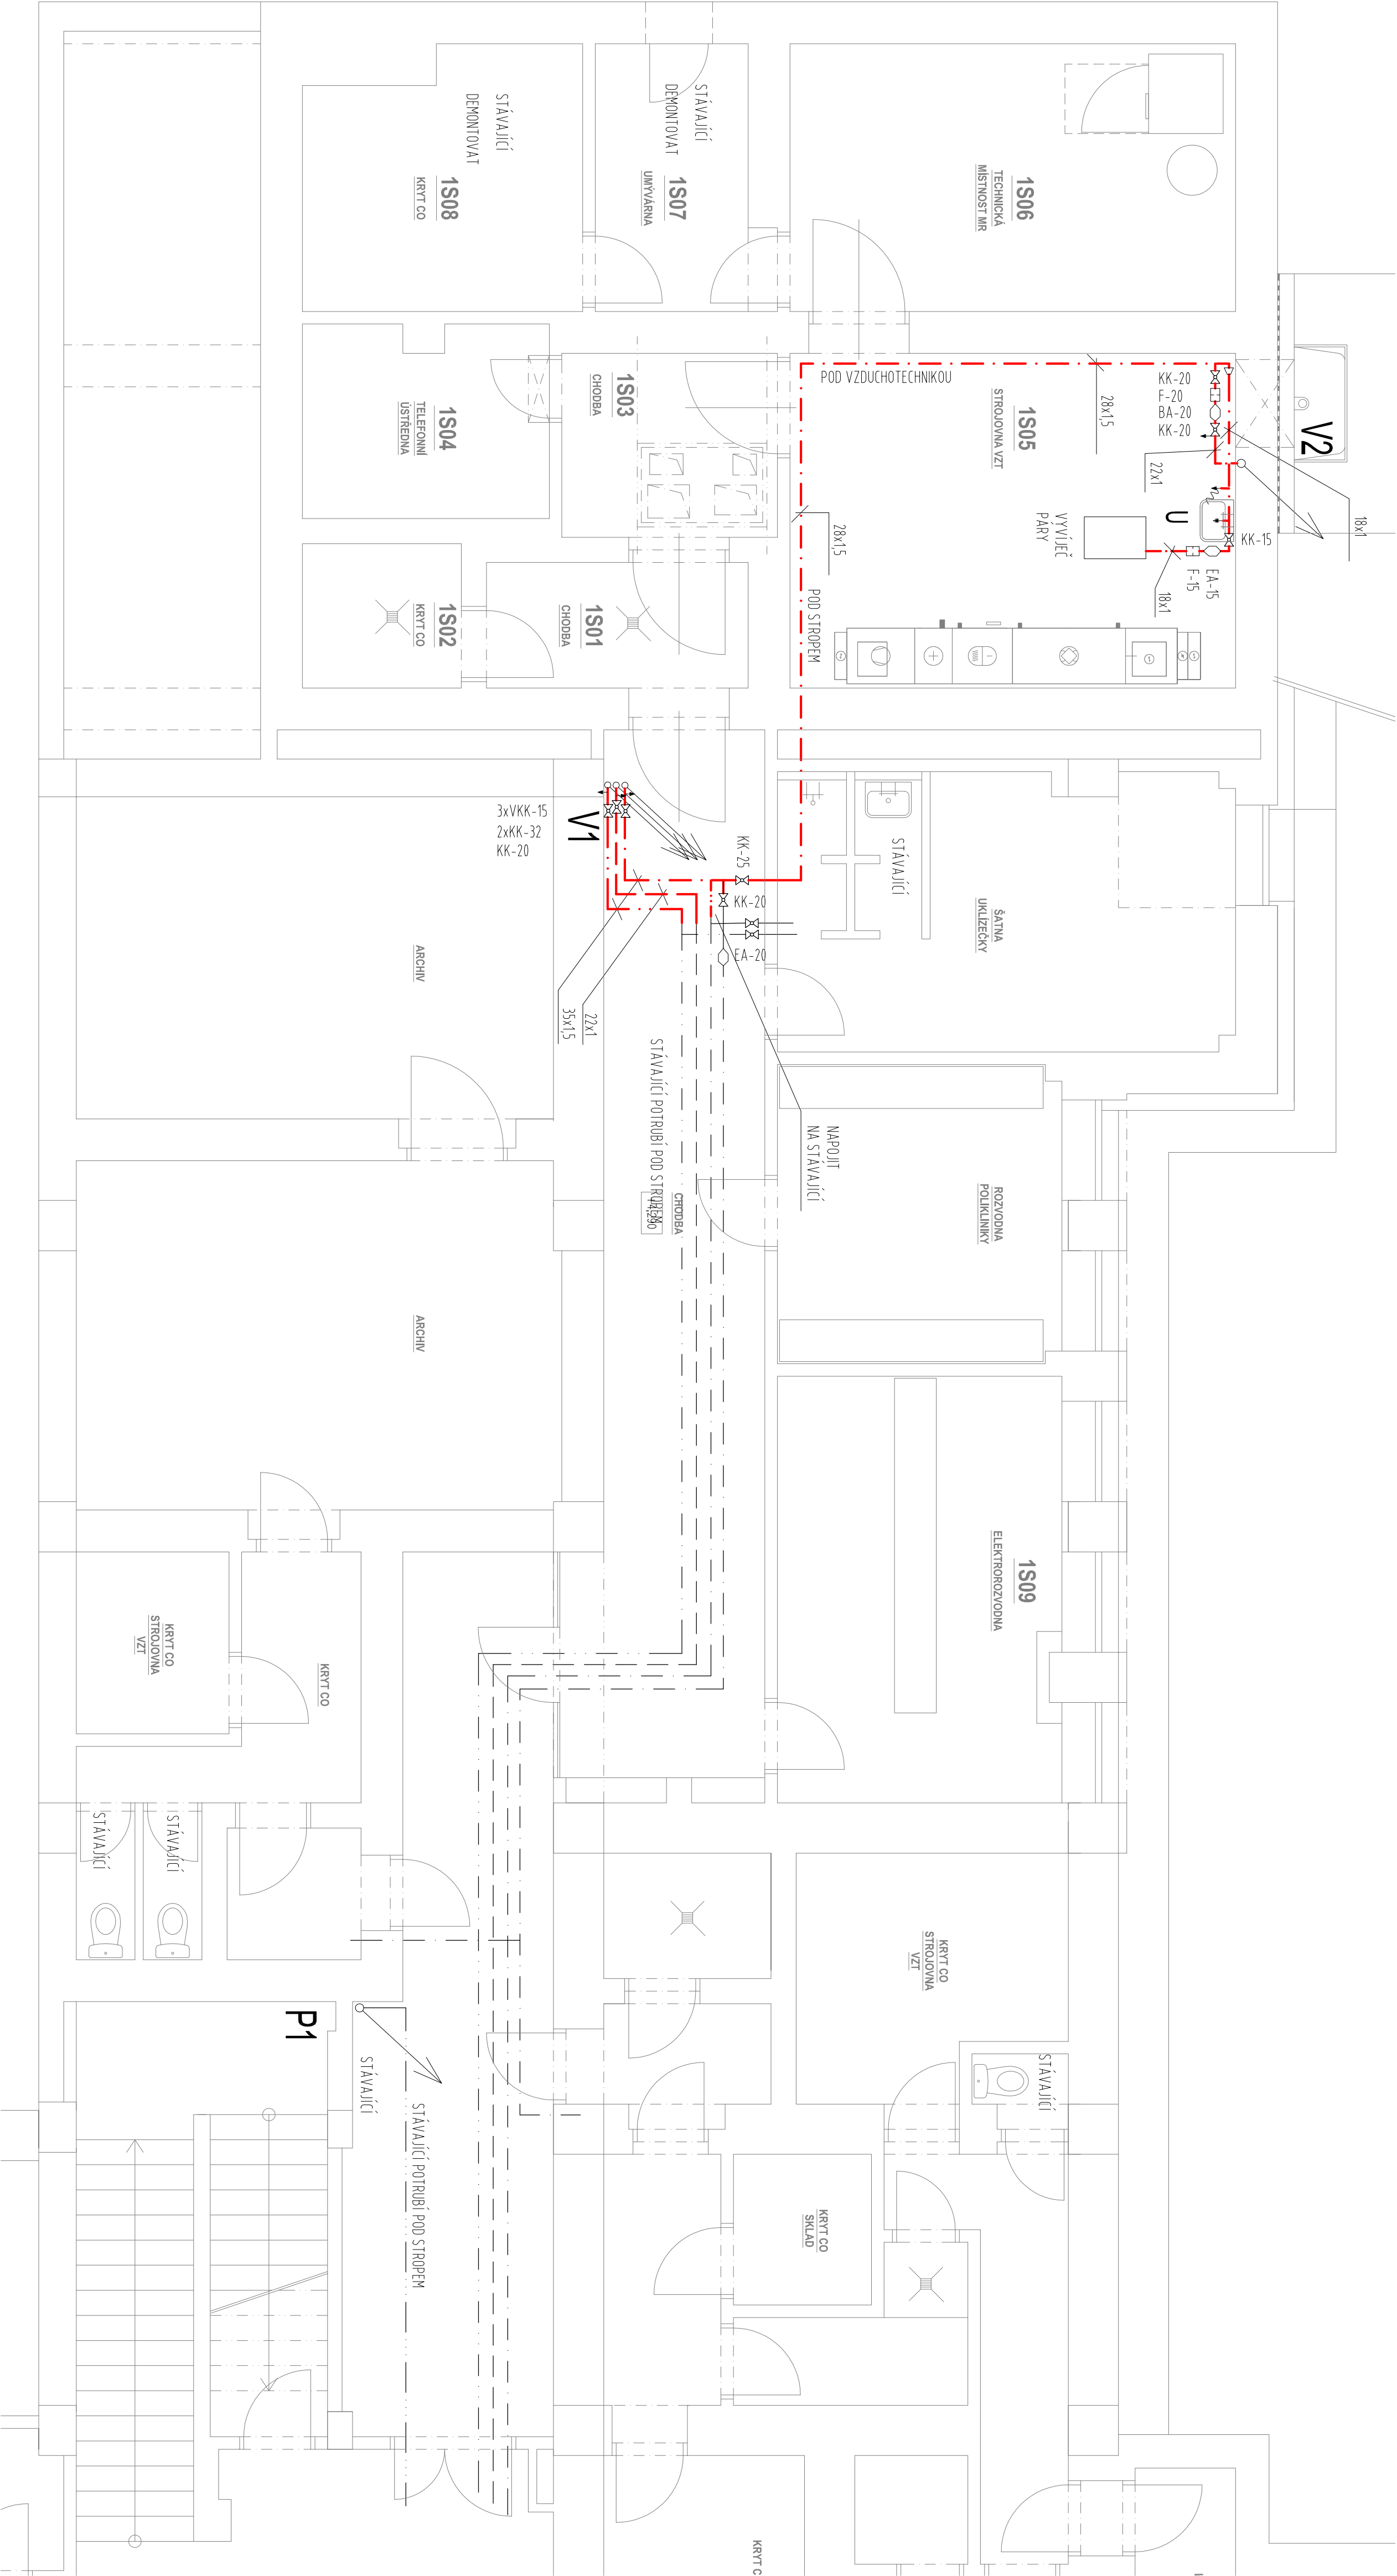 STÁVAJÍCÍ
DEMONTOVAT
1S08
KRYT CO
STÁVAJÍCÍ
DEMONTOVAT
1S07
UMÝVÁRNA
1S06
TECHNICKÁ
MÍSTNOST MR
1S03
CHODBA
1S04
TELEFONNÍ
ÚSTŘEDNA
POD VZDUCHOTECHNIKOU
1S05
STROJOVNA VZT
28x1,5
KK-20
F-20
BA-20
KK-20
22x1
V2
18x1
28x1,5
VYVÍJEČ
PÁRY
U
KK-15
EA-15
F-15
18x1
1S02
KRYT CO
1S01
CHODBA
POD STROPEM
3xVKK-15
2xKK-32
KK-20
V1
KK-25
KK-20
EA-20
STÁVAJÍCÍ
ŠATNA
UKLÍZEČKY
ARCHIV
22x1
35x1,5
STÁVAJÍCÍ POTRUBÍ POD STROPEM
CHODBA
NAPOJIT
NA STÁVAJÍCÍ
ROZVODNA
POLIKLINIKY
ARCHIV
1S09
ELEKTROROZVODNA
KRYT CO
STROJOVNA
VZT
KRYT CO
STÁVAJÍCÍ
STÁVAJÍCÍ
KRYT CO
STROJOVNA
VZT
P1
STÁVAJÍCÍ
STÁVAJÍCÍ
STÁVAJÍCÍ POTRUBÍ POD STROPEM
KRYT CO
SKLAD
KRYT C